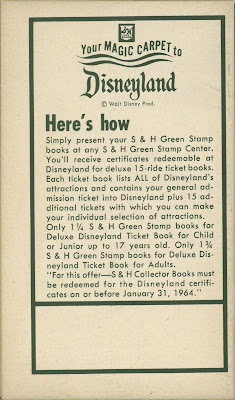 Your MAGIC CARPET to
Disneyland
© Walt Disney Prod.
Here's how
Simply present your S & H Green Stamp
books at any S & H Green Stamp Center.
You'll receive certificates redeemable at
Disneyland for deluxe 15-ride ticket books.
Each ticket book lists ALL of Disneyland's
attractions and contains your general ad-
mission ticket into Disneyland plus 15 ad
ditional tickets with which you can make
your individual selection of attractions.
Only 1¼ S & H Green Stamp books for
Deluxe Disneyland Ticket Book for Child
or Junior up to 17 years old. Only 1¾
S & H Green Stamp books for Deluxe Dis-
neyland Ticket Book for Adults.
"For this offer—S & H Collector Books must
be redeemed for the Disneyland certifi-
cates on or before January 31, 1964."